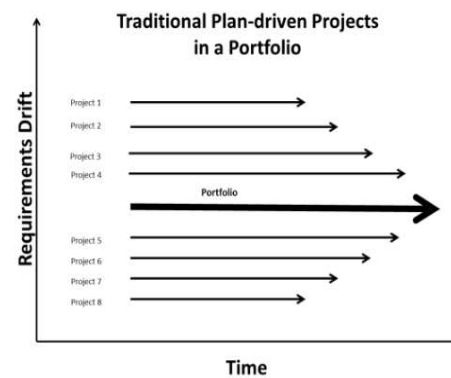 Traditional Plan-driven Projects
in a Portfolio
Requirements Drift
Project 1
Project 2
Project 3
Project 4
Portfolio
Project 5
Project 6
Project 7
Project 8
Time